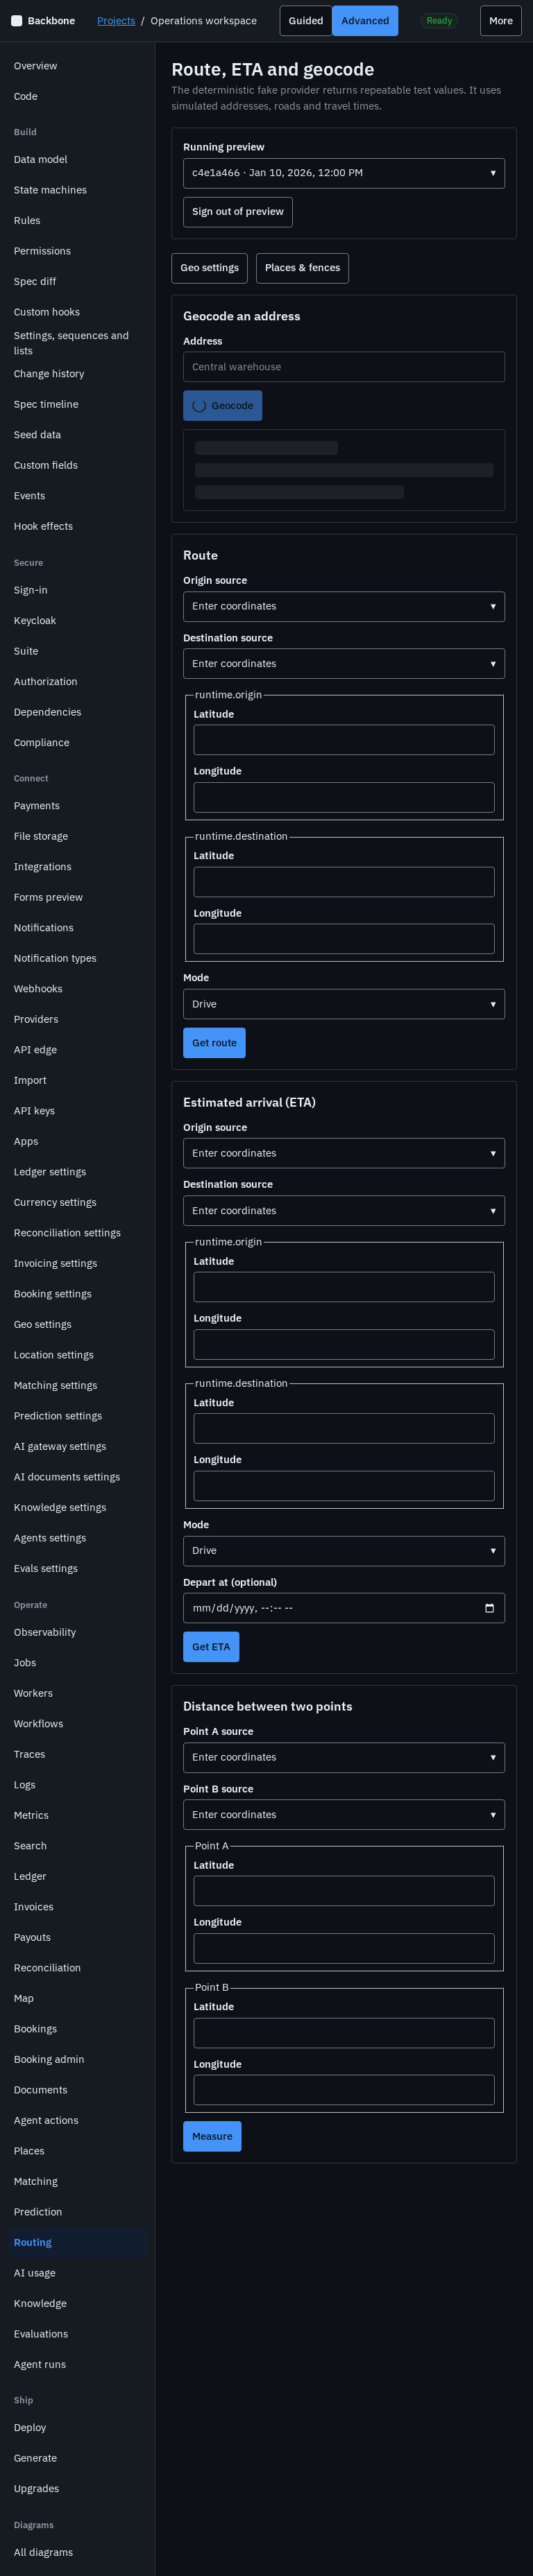 Backbone
Projects / Operations workspace
Guided
Advanced
Ready
More
Overview
Code
Build
Data model
State machines
Rules
Permissions
Spec diff
Custom hooks
Settings, sequences and
lists
Change history
Spec timeline
Seed data
Custom fields
Events
Hook effects
Secure
Sign-in
Keycloak
Suite
Authorization
Dependencies
Compliance
Connect
Payments
File storage
Integrations
Forms preview
Notifications
Notification types
Webhooks
Providers
API edge
Import
API keys
Apps
Ledger settings
Currency settings
Reconciliation settings
Invoicing settings
Booking settings
Geo settings
Location settings
Matching settings
Prediction settings
AI gateway settings
AI documents settings
Knowledge settings
Agents settings
Evals settings
Operate
Observability
Jobs
Workers
Workflows
Traces
Logs
Metrics
Search
Ledger
Invoices
Payouts
Reconciliation
Map
Bookings
Booking admin
Documents
Agent actions
Places
Matching
Prediction
Routing
AI usage
Knowledge
Evaluations
Agent runs
Ship
Deploy
Generate
Upgrades
Diagrams
All diagrams
Route, ETA and geocode
The deterministic fake provider returns repeatable test values. It uses
simulated addresses, roads and travel times.
Running preview
c4e1a466 · Jan 10, 2026, 12:00 PM
Sign out of preview
Geo settings
Places & fences
Geocode an address
Address
Central warehouse
Geocode
Route
Origin source
Enter coordinates
Destination source
Enter coordinates
runtime.origin
Latitude
Longitude
runtime.destination
Latitude
Longitude
Mode
Drive
Get route
Estimated arrival (ETA)
Origin source
Enter coordinates
Destination source
Enter coordinates
runtime.origin
Latitude
Longitude
runtime.destination
Latitude
Longitude
Mode
Drive
Depart at (optional)
mm/dd/yyyy, --:-- --
Get ETA
Distance between two points
Point A source
Enter coordinates
Point B source
Enter coordinates
Point A
Latitude
Longitude
Point B
Latitude
Longitude
Measure